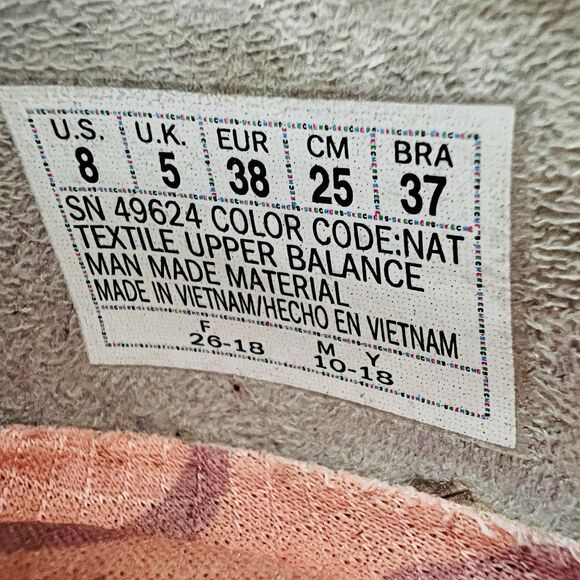 U.S. U.K. EUR CM BRA
8 5 38 25 37
SN 49624 COLOR CODE:NAT
TEXTILE UPPER BALANCE
MAN MADE MATERIAL
MADE IN VIETNAM/HECHO EN VIETNAM
F M Y
26-18 10-18